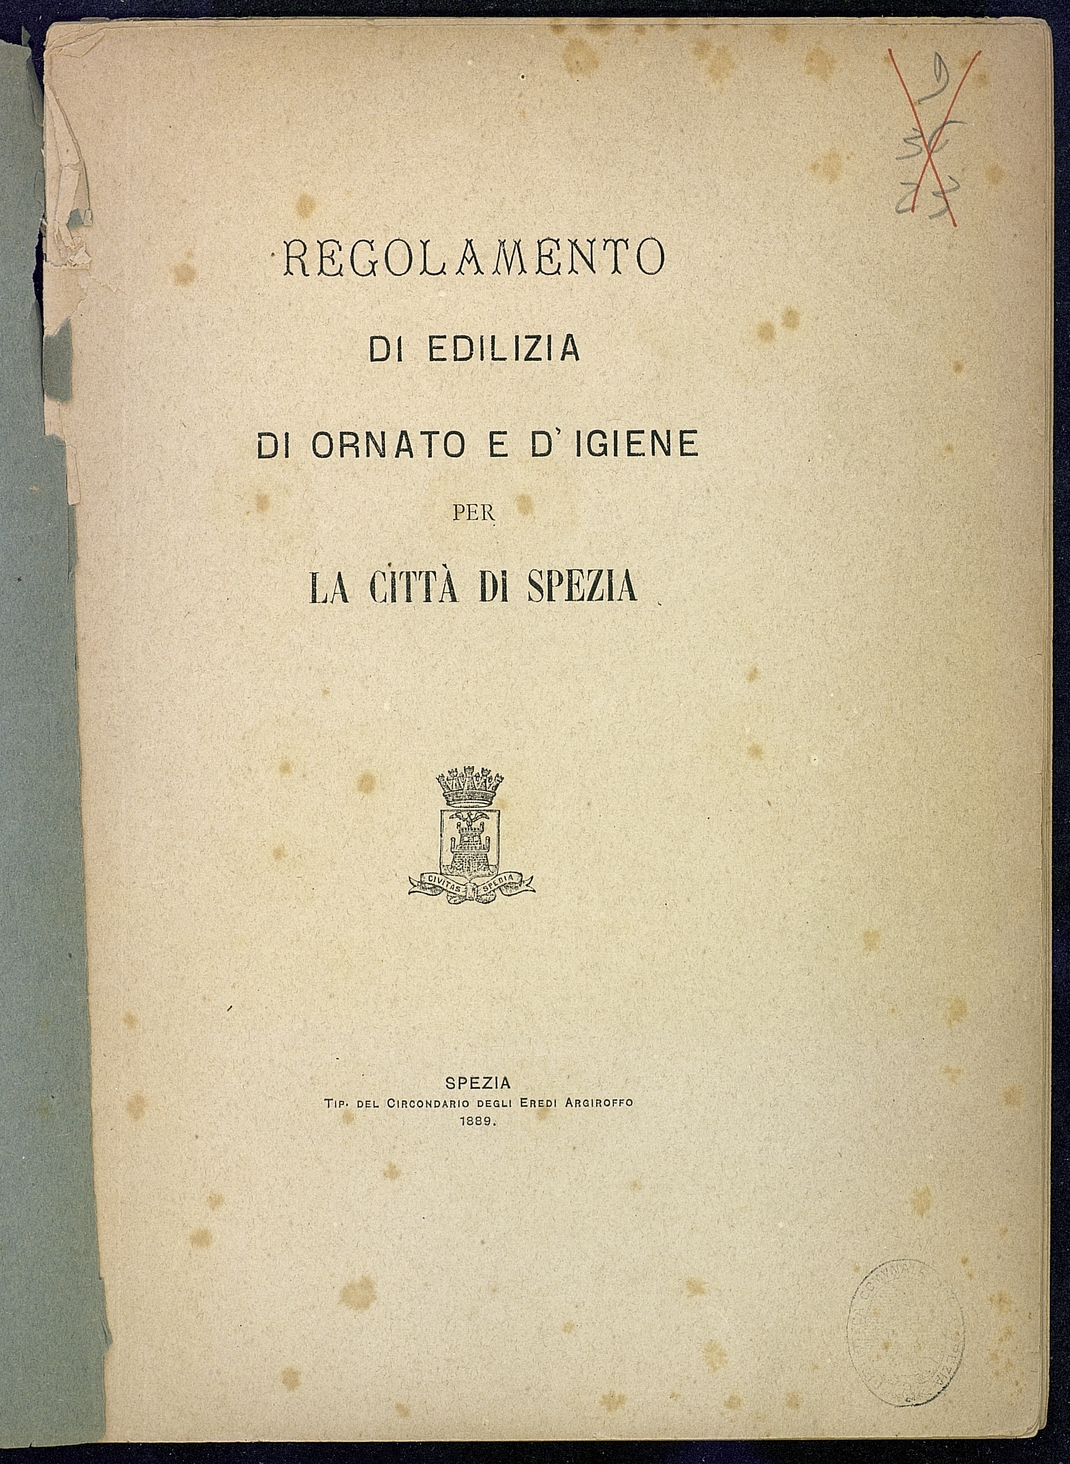 REGOLAMENTO
DI EDILIZIA
DI ORNATO E D' IGIENE
PER
LA CITTÀ DI SPEZIA
CIVITAS SPEDIA
SPEZIA
TIP. DEL CIRCONDARIO DEGLI EREDI ARGIROFFO
1889.
COMUNALE